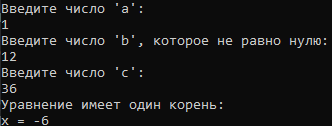 Введите число 'a':
1
Введите число 'b', которое не равно нулю:
12
Введите число 'c':
36
Уравнение имеет один корень:
x = -6